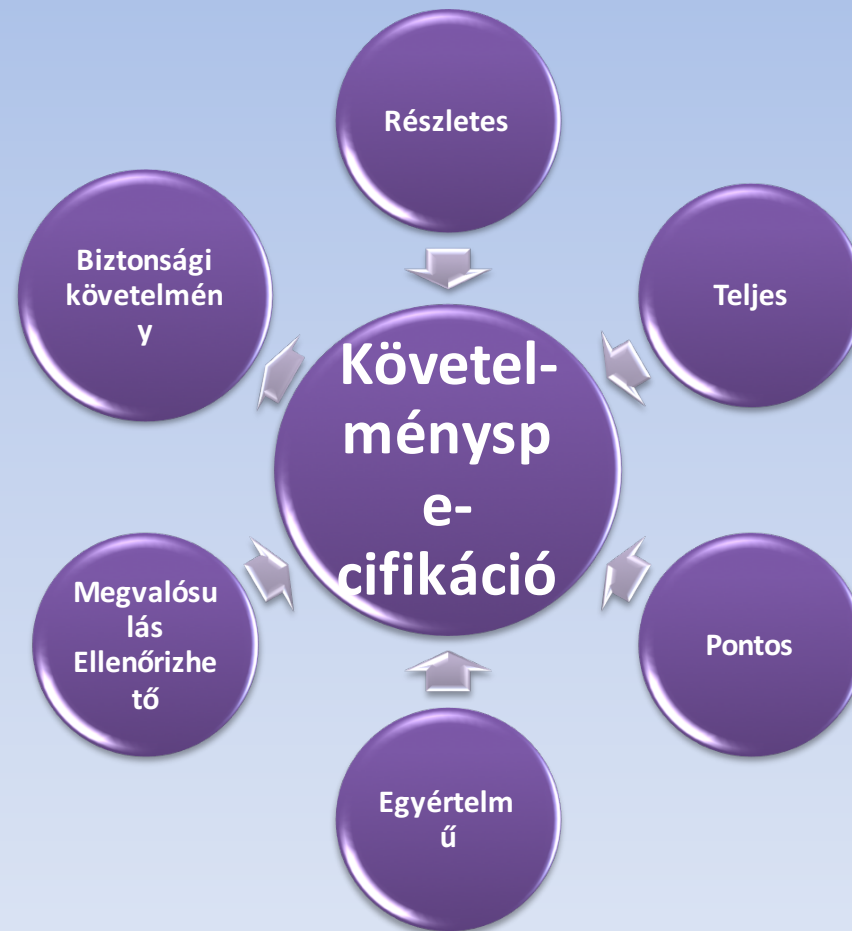 Részletes
Teljes
Pontos
Egyértelm
ű
Megvalósu
lás
Ellenőrizhe
tő
Biztonsági
követelmén
y
Követel-
ménysp
e-
cifikáció